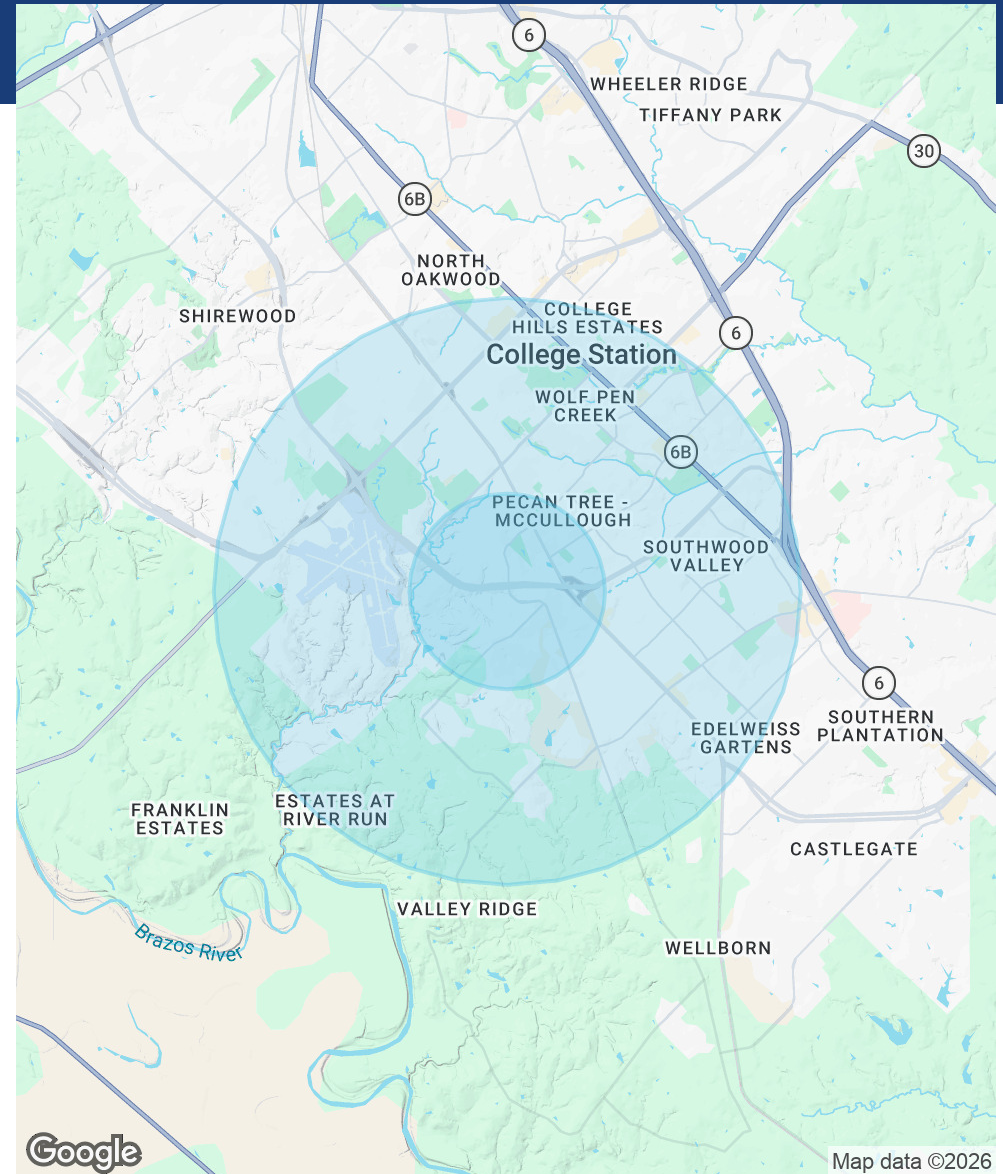 6
WHEELER RIDGE
TIFFANY PARK
30
6B
NORTH
OAKWOOD
SHIREWOOD
COLLEGE
HILLS ESTATES
6
College Station
WOLF PEN
CREEK
6B
PECAN TREE -
MCCULLOUGH
SOUTHWOOD
VALLEY
6
EDELWEISS
GARTENS
SOUTHERN
PLANTATION
ESTATES AT
RIVER RUN
FRANKLIN
ESTATES
CASTLEGATE
VALLEY RIDGE
Brazos River
WELLBORN
Google
Map data ©2026